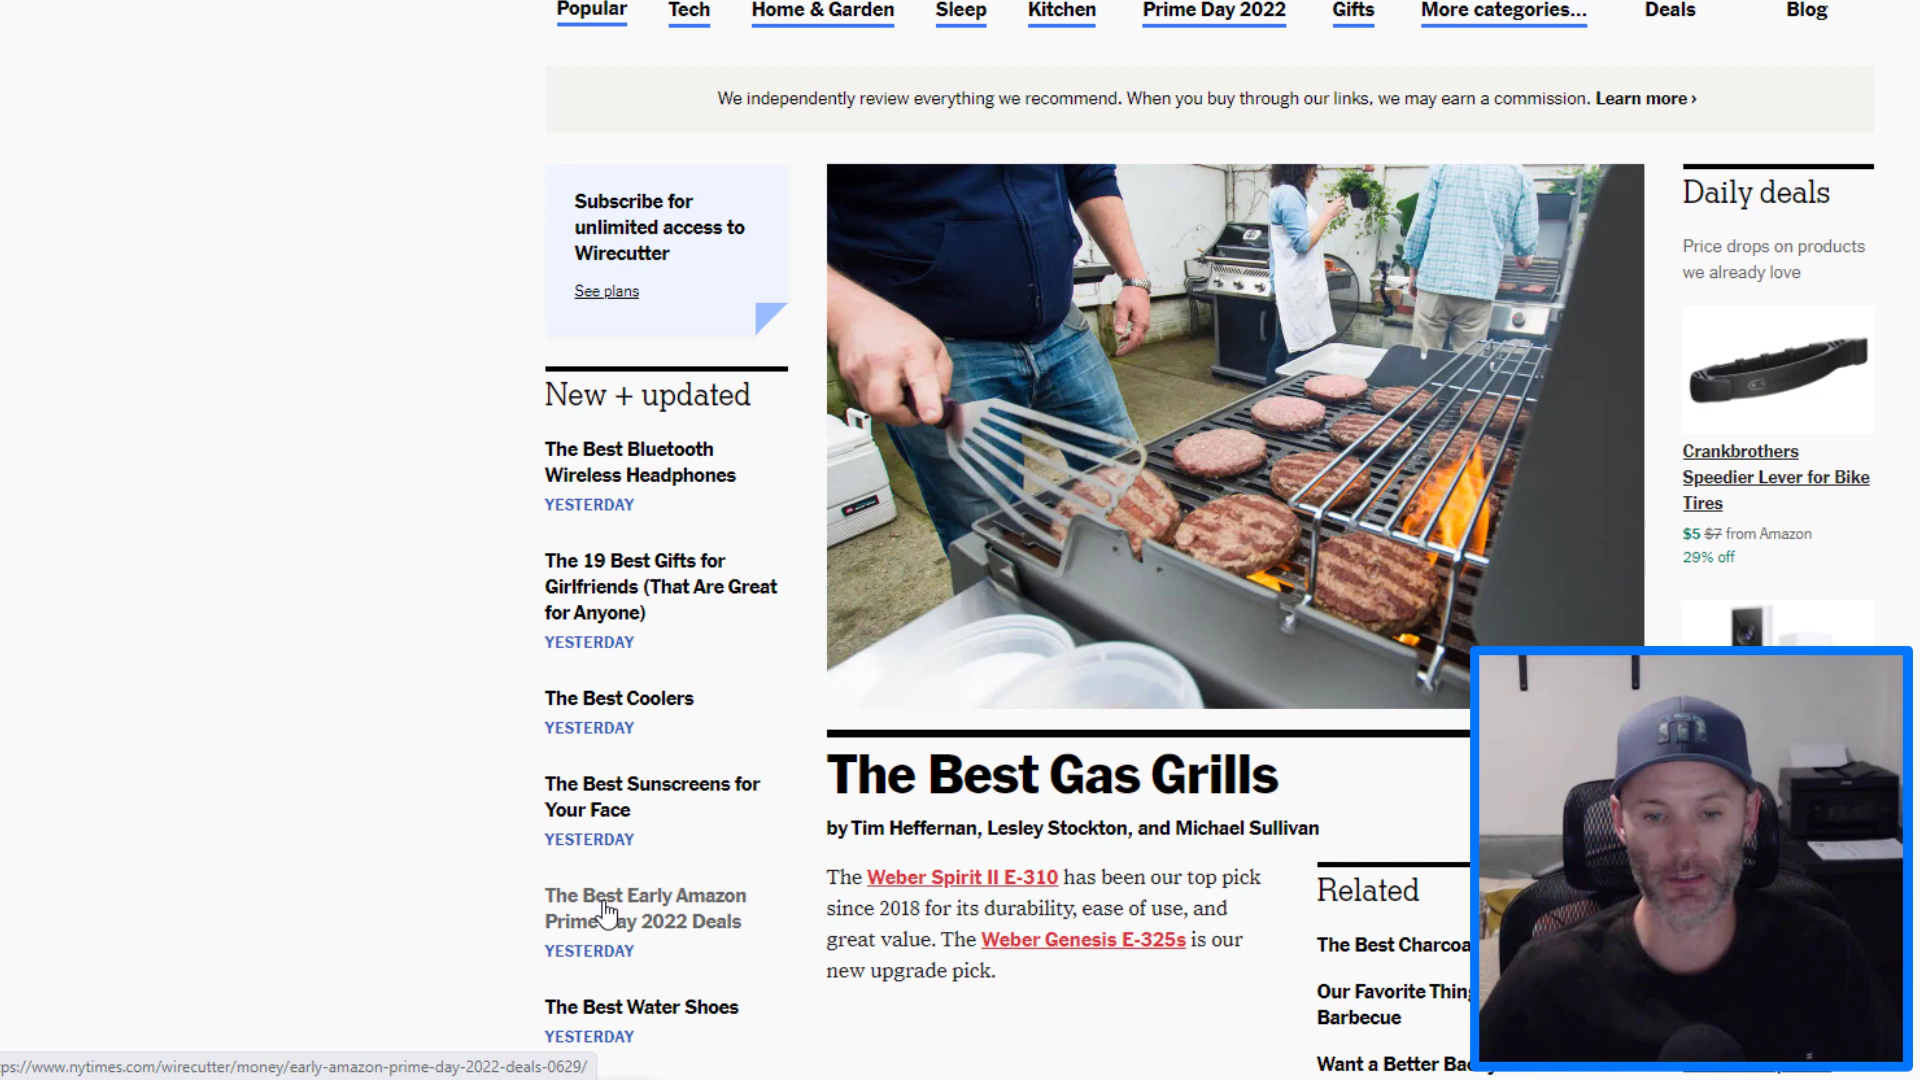 Popular Tech Home & Garden Sleep Kitchen Prime Day 2022 Gifts More categories... Deals Blog
We independently review everything we recommend. When you buy through our links, we may earn a commission. Learn more ›
Subscribe for
unlimited access to
Wirecutter
See plans
New + updated
The Best Bluetooth
Wireless Headphones
YESTERDAY
The 19 Best Gifts for
Girlfriends (That Are Great
for Anyone)
YESTERDAY
The Best Coolers
YESTERDAY
The Best Sunscreens for
Your Face
YESTERDAY
The Best Early Amazon
Prime Day 2022 Deals
YESTERDAY
The Best Water Shoes
YESTERDAY
The Best Gas Grills
by Tim Heffernan, Lesley Stockton, and Michael Sullivan
The Weber Spirit II E-310 has been our top pick
since 2018 for its durability, ease of use, and
great value. The Weber Genesis E-325s is our
new upgrade pick.
Related
The Best
Our Favorite
Barbecue
Want a Better
Daily deals
Price drops on products
we already love
Crankbrothers
Speedier Lever for Bike
Tires
$5 $7 from Amazon
29% off
ps://www.nytimes.com/wirecutter/money/early-amazon-prime-day-2022-deals-0629/